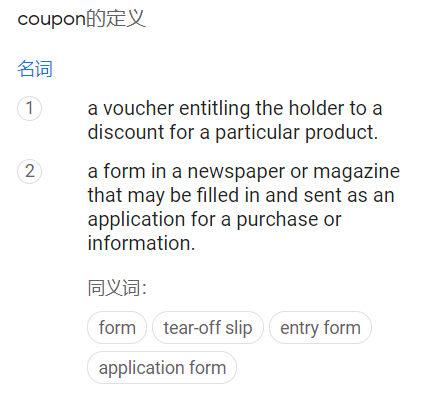 coupon的定义
名词
1 a voucher entitling the holder to a
discount for a particular product.
2 a form in a newspaper or magazine
that may be filled in and sent as an
application for a purchase or
information.
同义词：
form tear-off slip entry form
application form